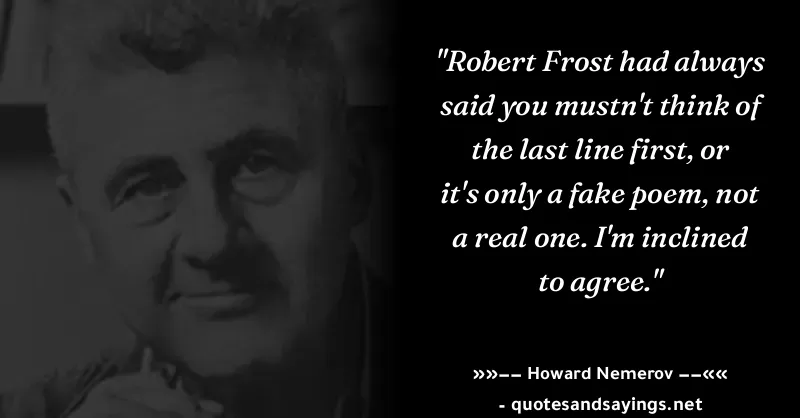 "Robert Frost had always
said you mustn't think of
the last line first, or
it's only a fake poem, not
a real one. I'm inclined
to agree."
»»−− Howard Nemerov −−««
- quotesandsayings.net